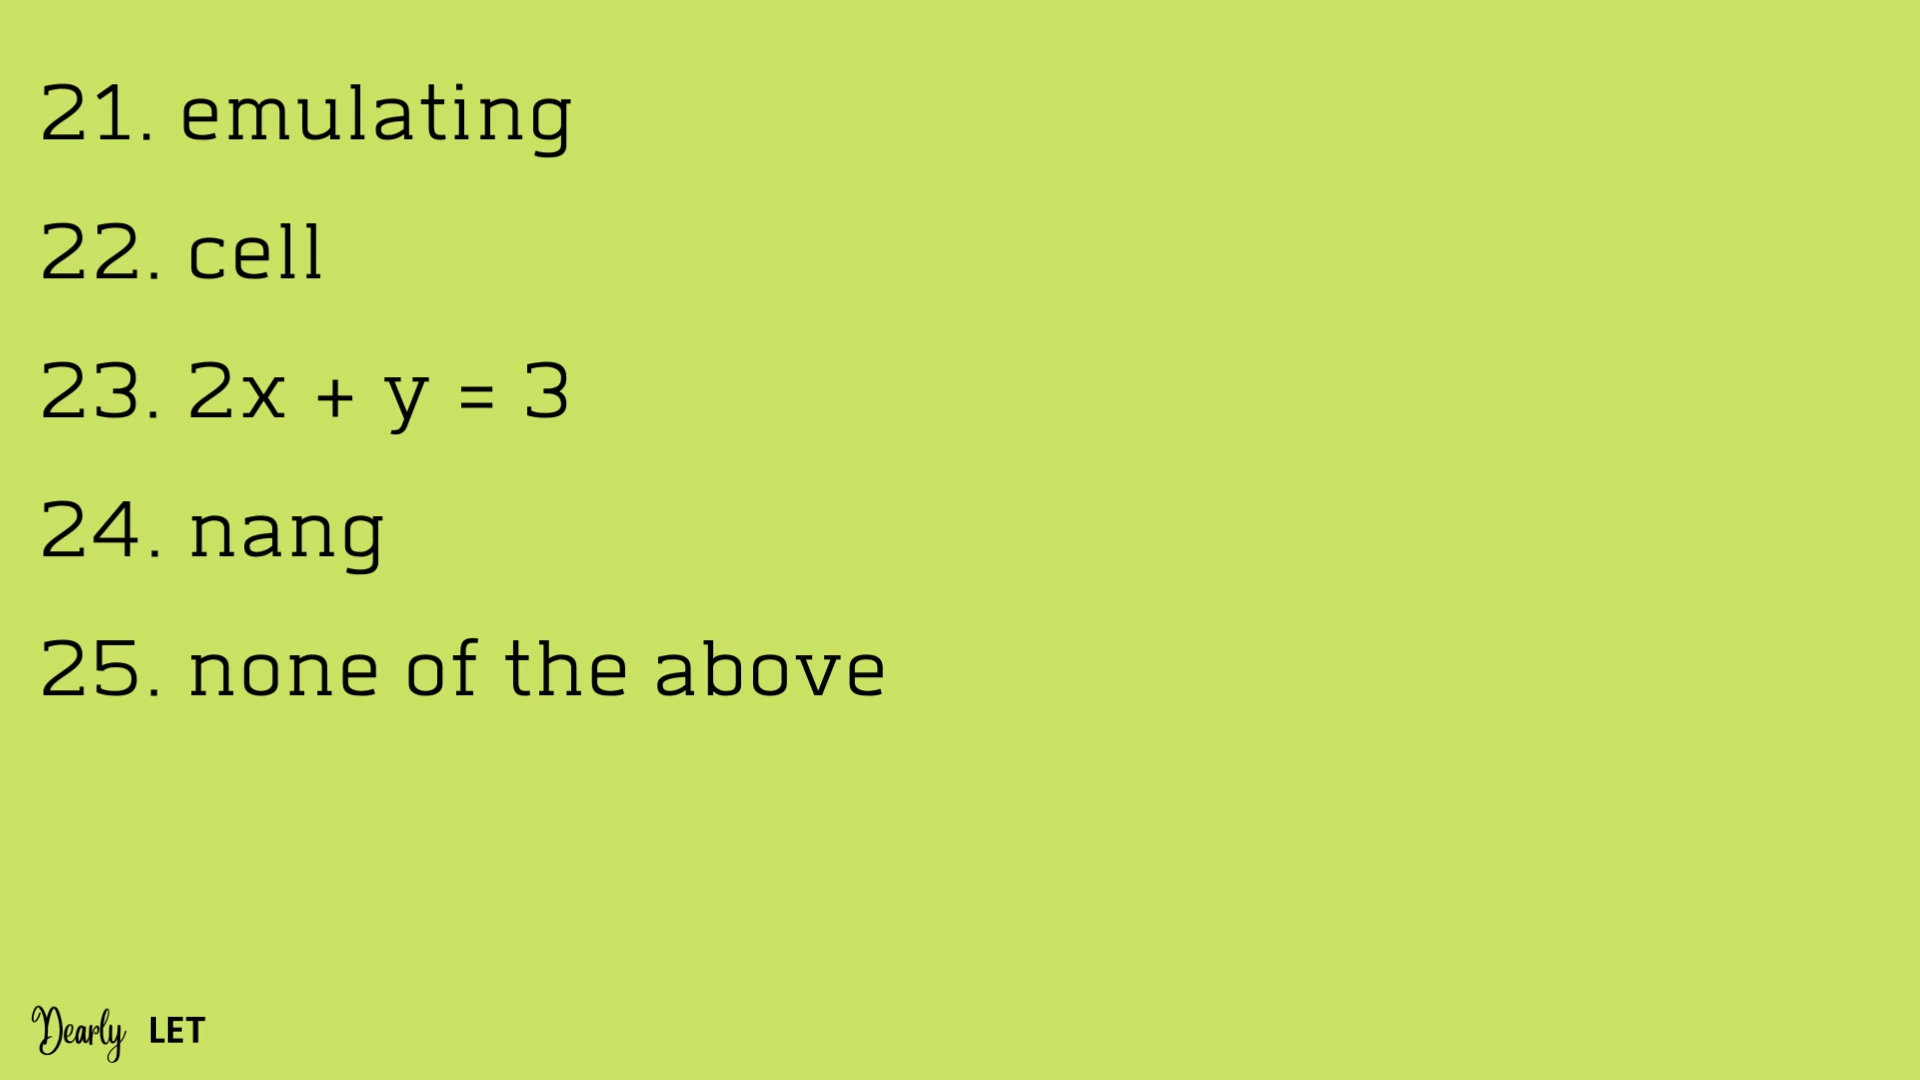 21. emulating
22. cell
23. 2x + y = 3
24. nang
25. none of the above
Dearly LET